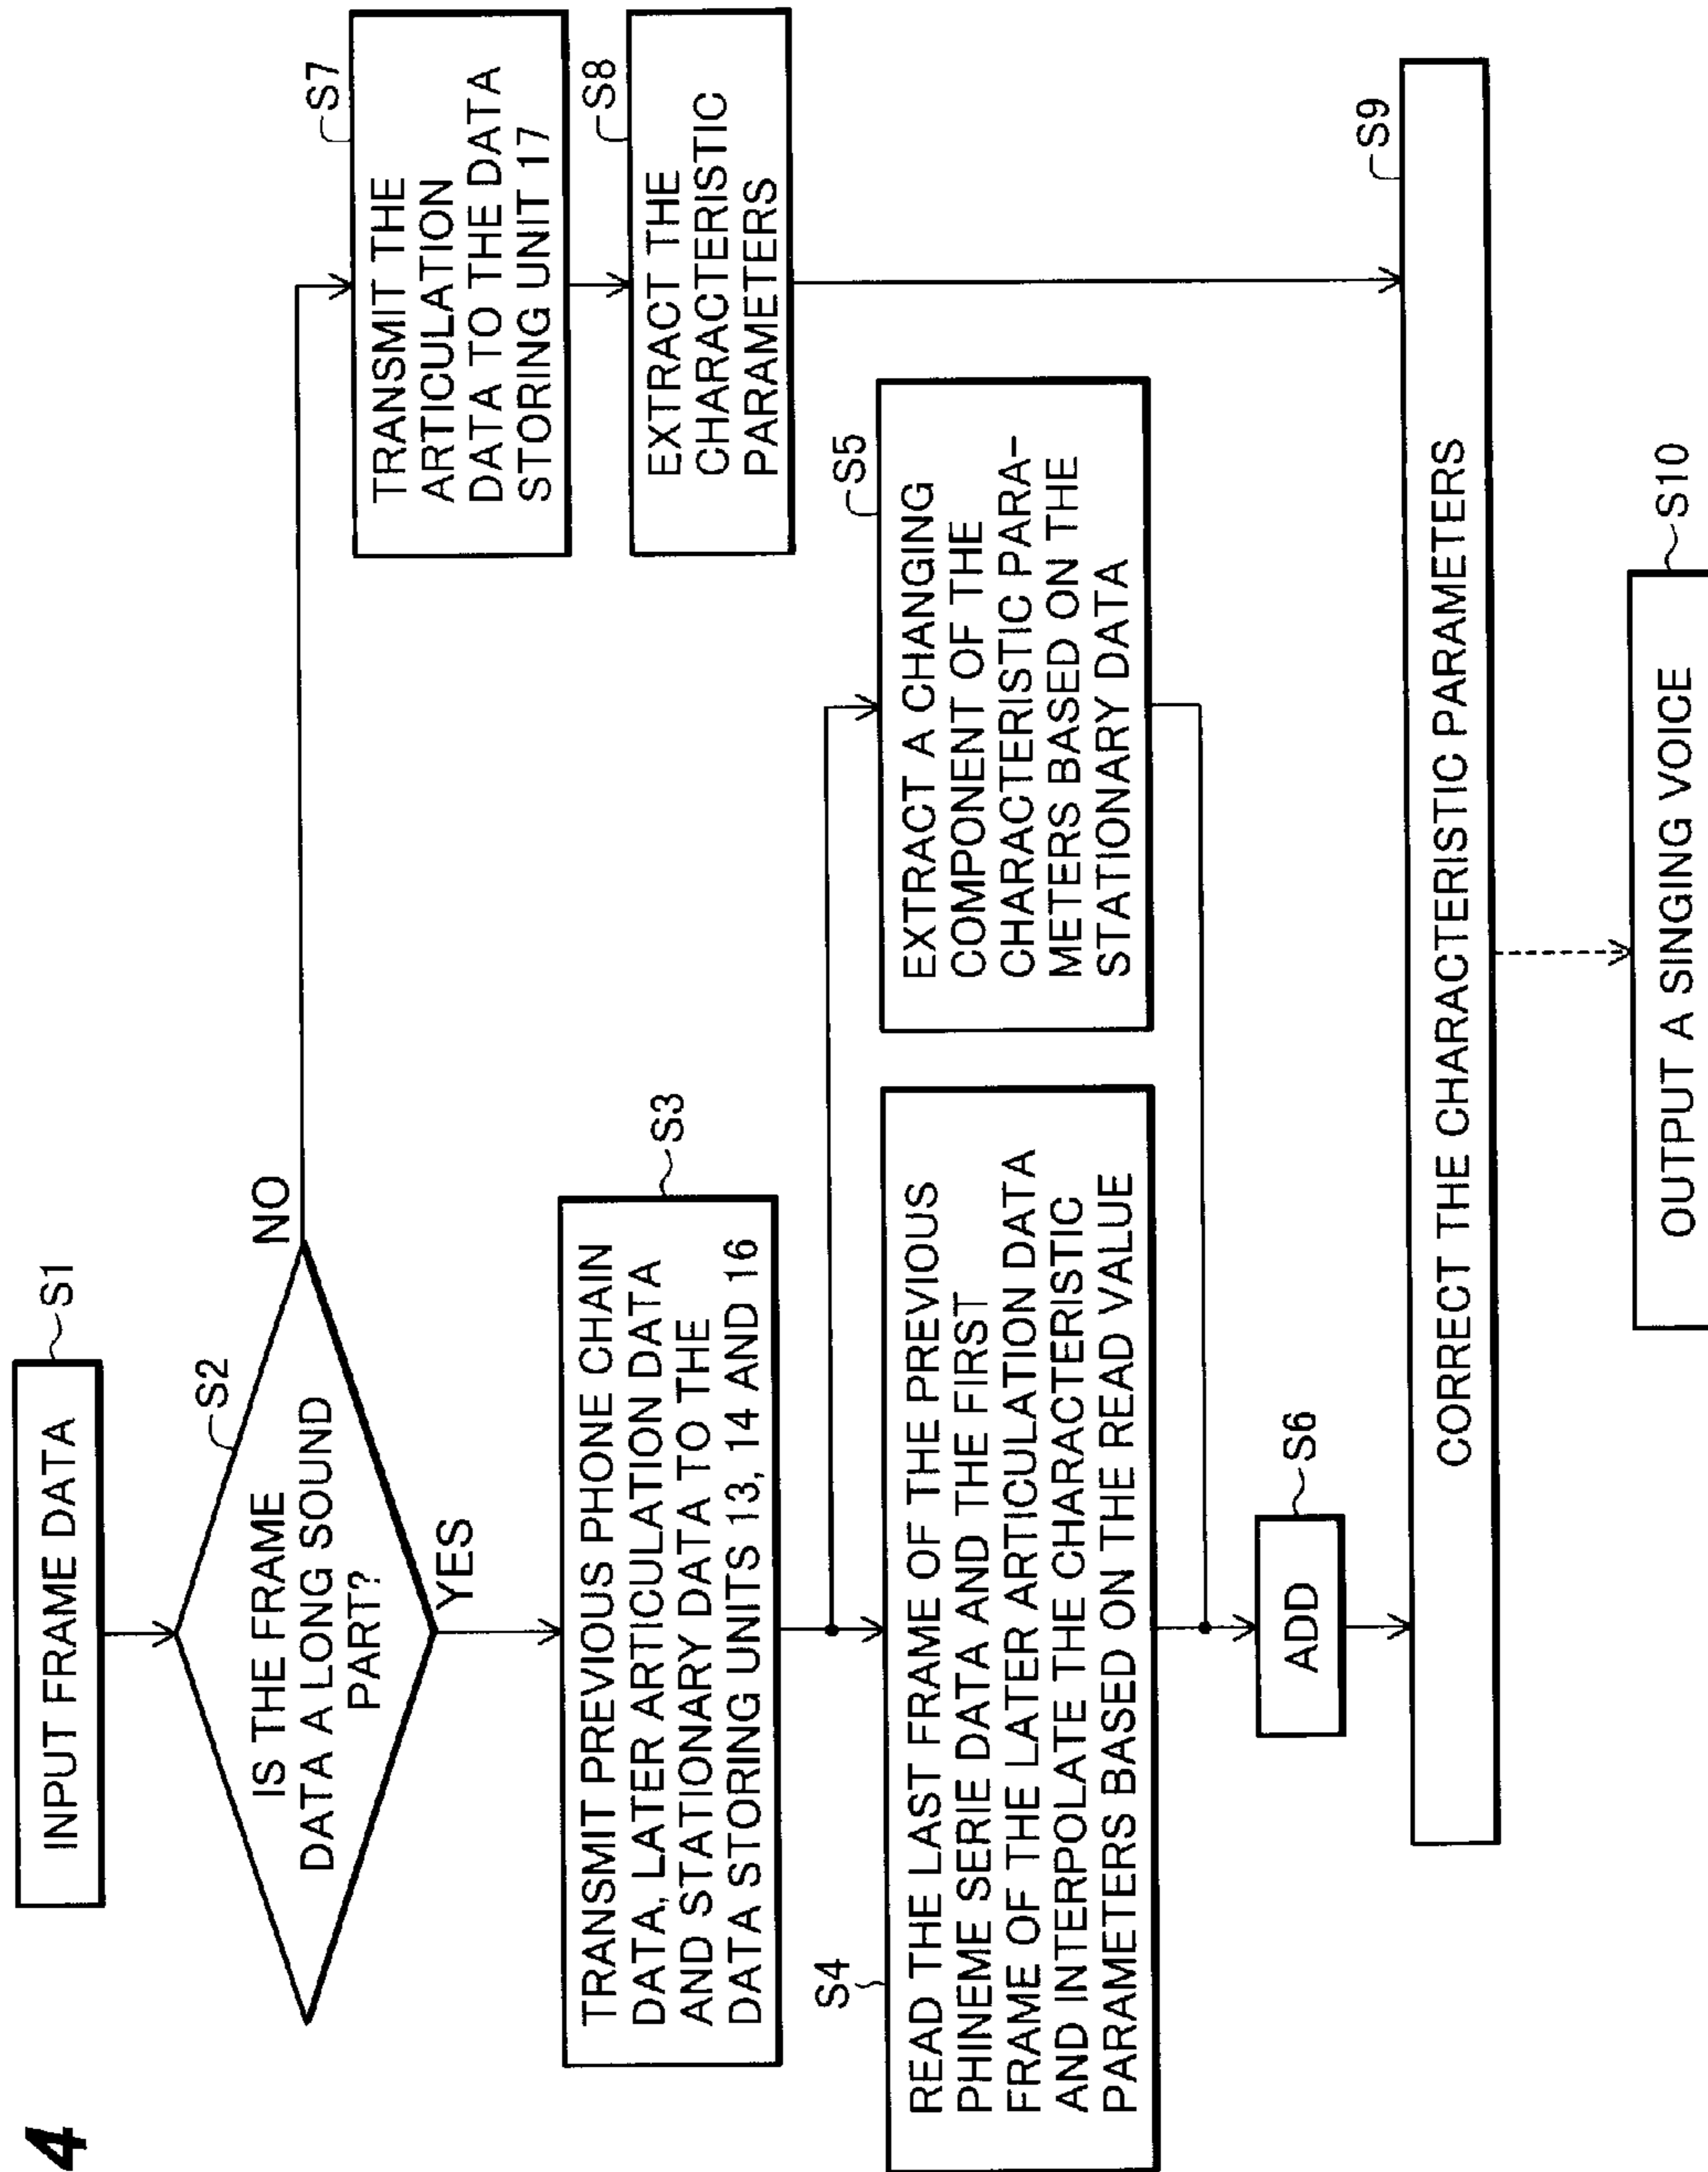 4
INPUT FRAME DATA
S1
IS THE FRAME
DATA A LONG SOUND
PART?
S2
NO
YES
TRANSMIT PREVIOUS PHONE CHAIN
DATA, LATER ARTICULATION DATA
AND STATIONARY DATA TO THE
DATA STORING UNITS 13, 14 AND 16
S3
S4
READ THE LAST FRAME OF THE PREVIOUS
PHINEME SERIE DATA AND THE FIRST
FRAME OF THE LATER ARTICULATION DATA
AND INTERPOLATE THE CHARACTERISTIC
PARAMETERS BASED ON THE READ VALUE
EXTRACT A CHANGING
COMPONENT OF THE
CHARACTERISTIC PARA-
METERS BASED ON THE
STATIONARY DATA
S5
ADD
S6
TRANSMIT THE
ARTICULATION
DATA TO THE DATA
STORING UNIT 17
S7
EXTRACT THE
CHARACTERISTIC
PARAMETERS
S8
CORRECT THE CHARACTERISTIC PARAMETERS
S9
OUTPUT A SINGING VOICE
S10